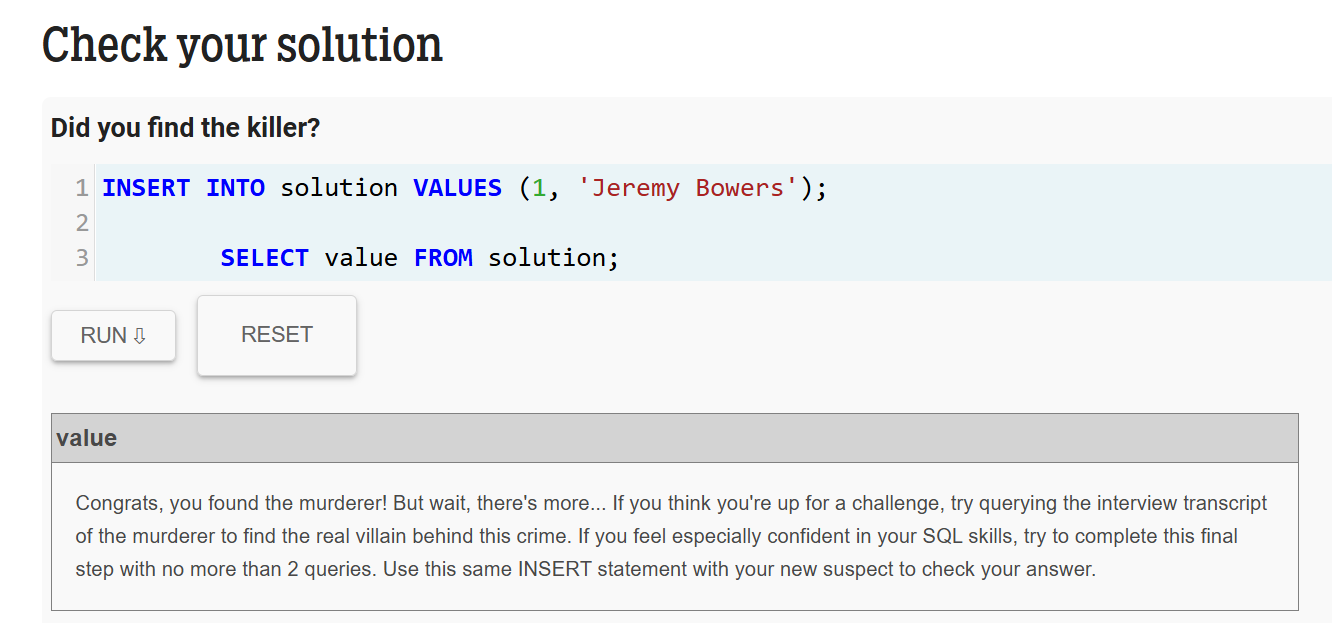 Check your solution
Did you find the killer?
1 INSERT INTO solution VALUES (1, 'Jeremy Bowers');
2
3         SELECT value FROM solution;
RUN ⇩ RESET
value
Congrats, you found the murderer! But wait, there's more... If you think you're up for a challenge, try querying the interview transcript
of the murderer to find the real villain behind this crime. If you feel especially confident in your SQL skills, try to complete this final
step with no more than 2 queries. Use this same INSERT statement with your new suspect to check your answer.